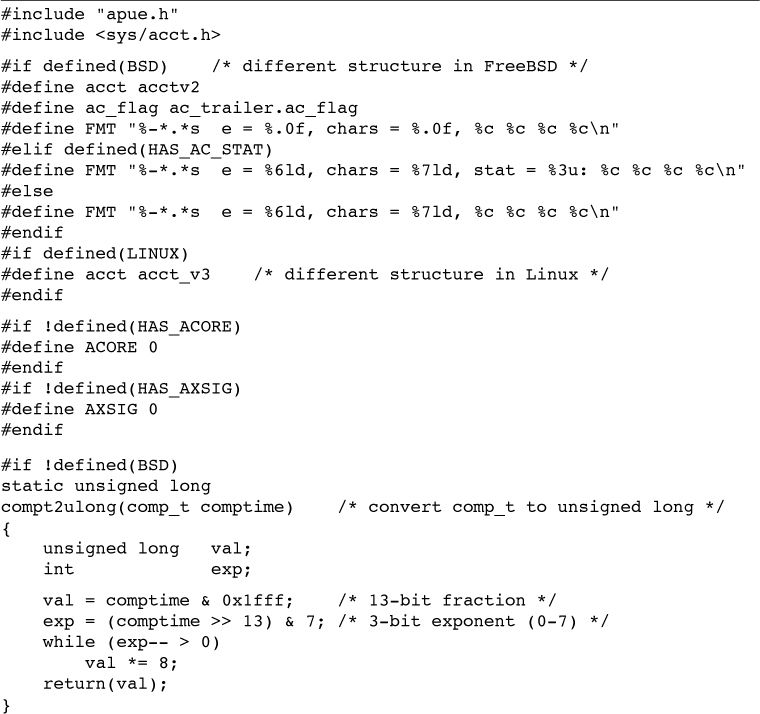 #include "apue.h"
#include <sys/acct.h>
#if defined(BSD)    /* different structure in FreeBSD */
#define acct acctv2
#define ac_flag ac_trailer.ac_flag
#define FMT "%-*.*s  e = %.0f, chars = %.0f, %c %c %c %c\n"
#elif defined(HAS_AC_STAT)
#define FMT "%-*.*s  e = %6ld, chars = %7ld, stat = %3u: %c %c %c %c\n"
#else
#define FMT "%-*.*s  e = %6ld, chars = %7ld, %c %c %c %c\n"
#endif
#if defined(LINUX)
#define acct acct_v3    /* different structure in Linux */
#endif
#if !defined(HAS_ACORE)
#define ACORE 0
#endif
#if !defined(HAS_AXSIG)
#define AXSIG 0
#endif
#if !defined(BSD)
static unsigned long
compt2ulong(comp_t comptime)    /* convert comp_t to unsigned long */
{
    unsigned long   val;
    int             exp;
    val = comptime & 0x1fff;    /* 13-bit fraction */
    exp = (comptime >> 13) & 7; /* 3-bit exponent (0-7) */
    while (exp-- > 0)
        val *= 8;
    return(val);
}